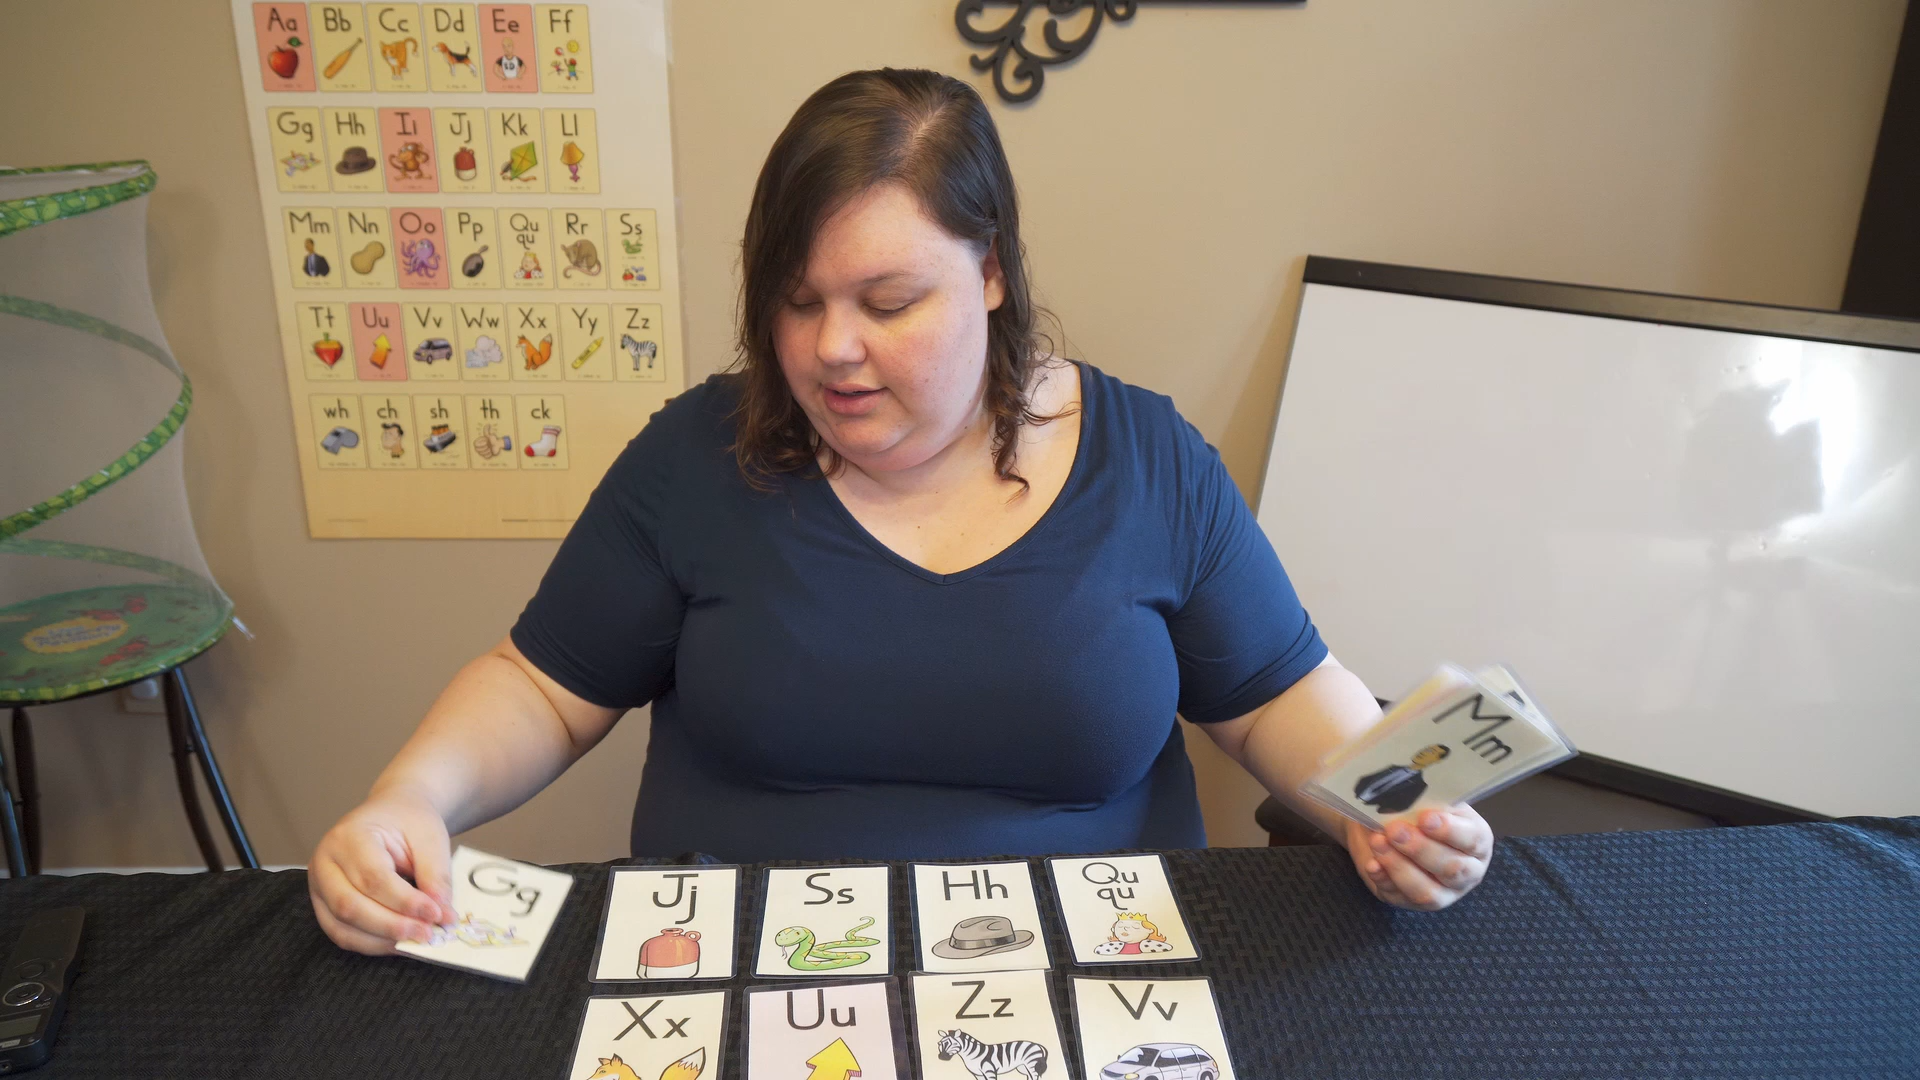 Aa Bb Cc Dd Ee Ff
Gg Hh Ii Jj Kk Ll
Mm Nn Oo Pp Qu Rr Ss
qu
Tt Uu Vv Ww Xx Yy Zz
wh ch sh th ck
Mm
Gg
Jj Ss Hh Qu
qu
Xx Uu Zz Vv